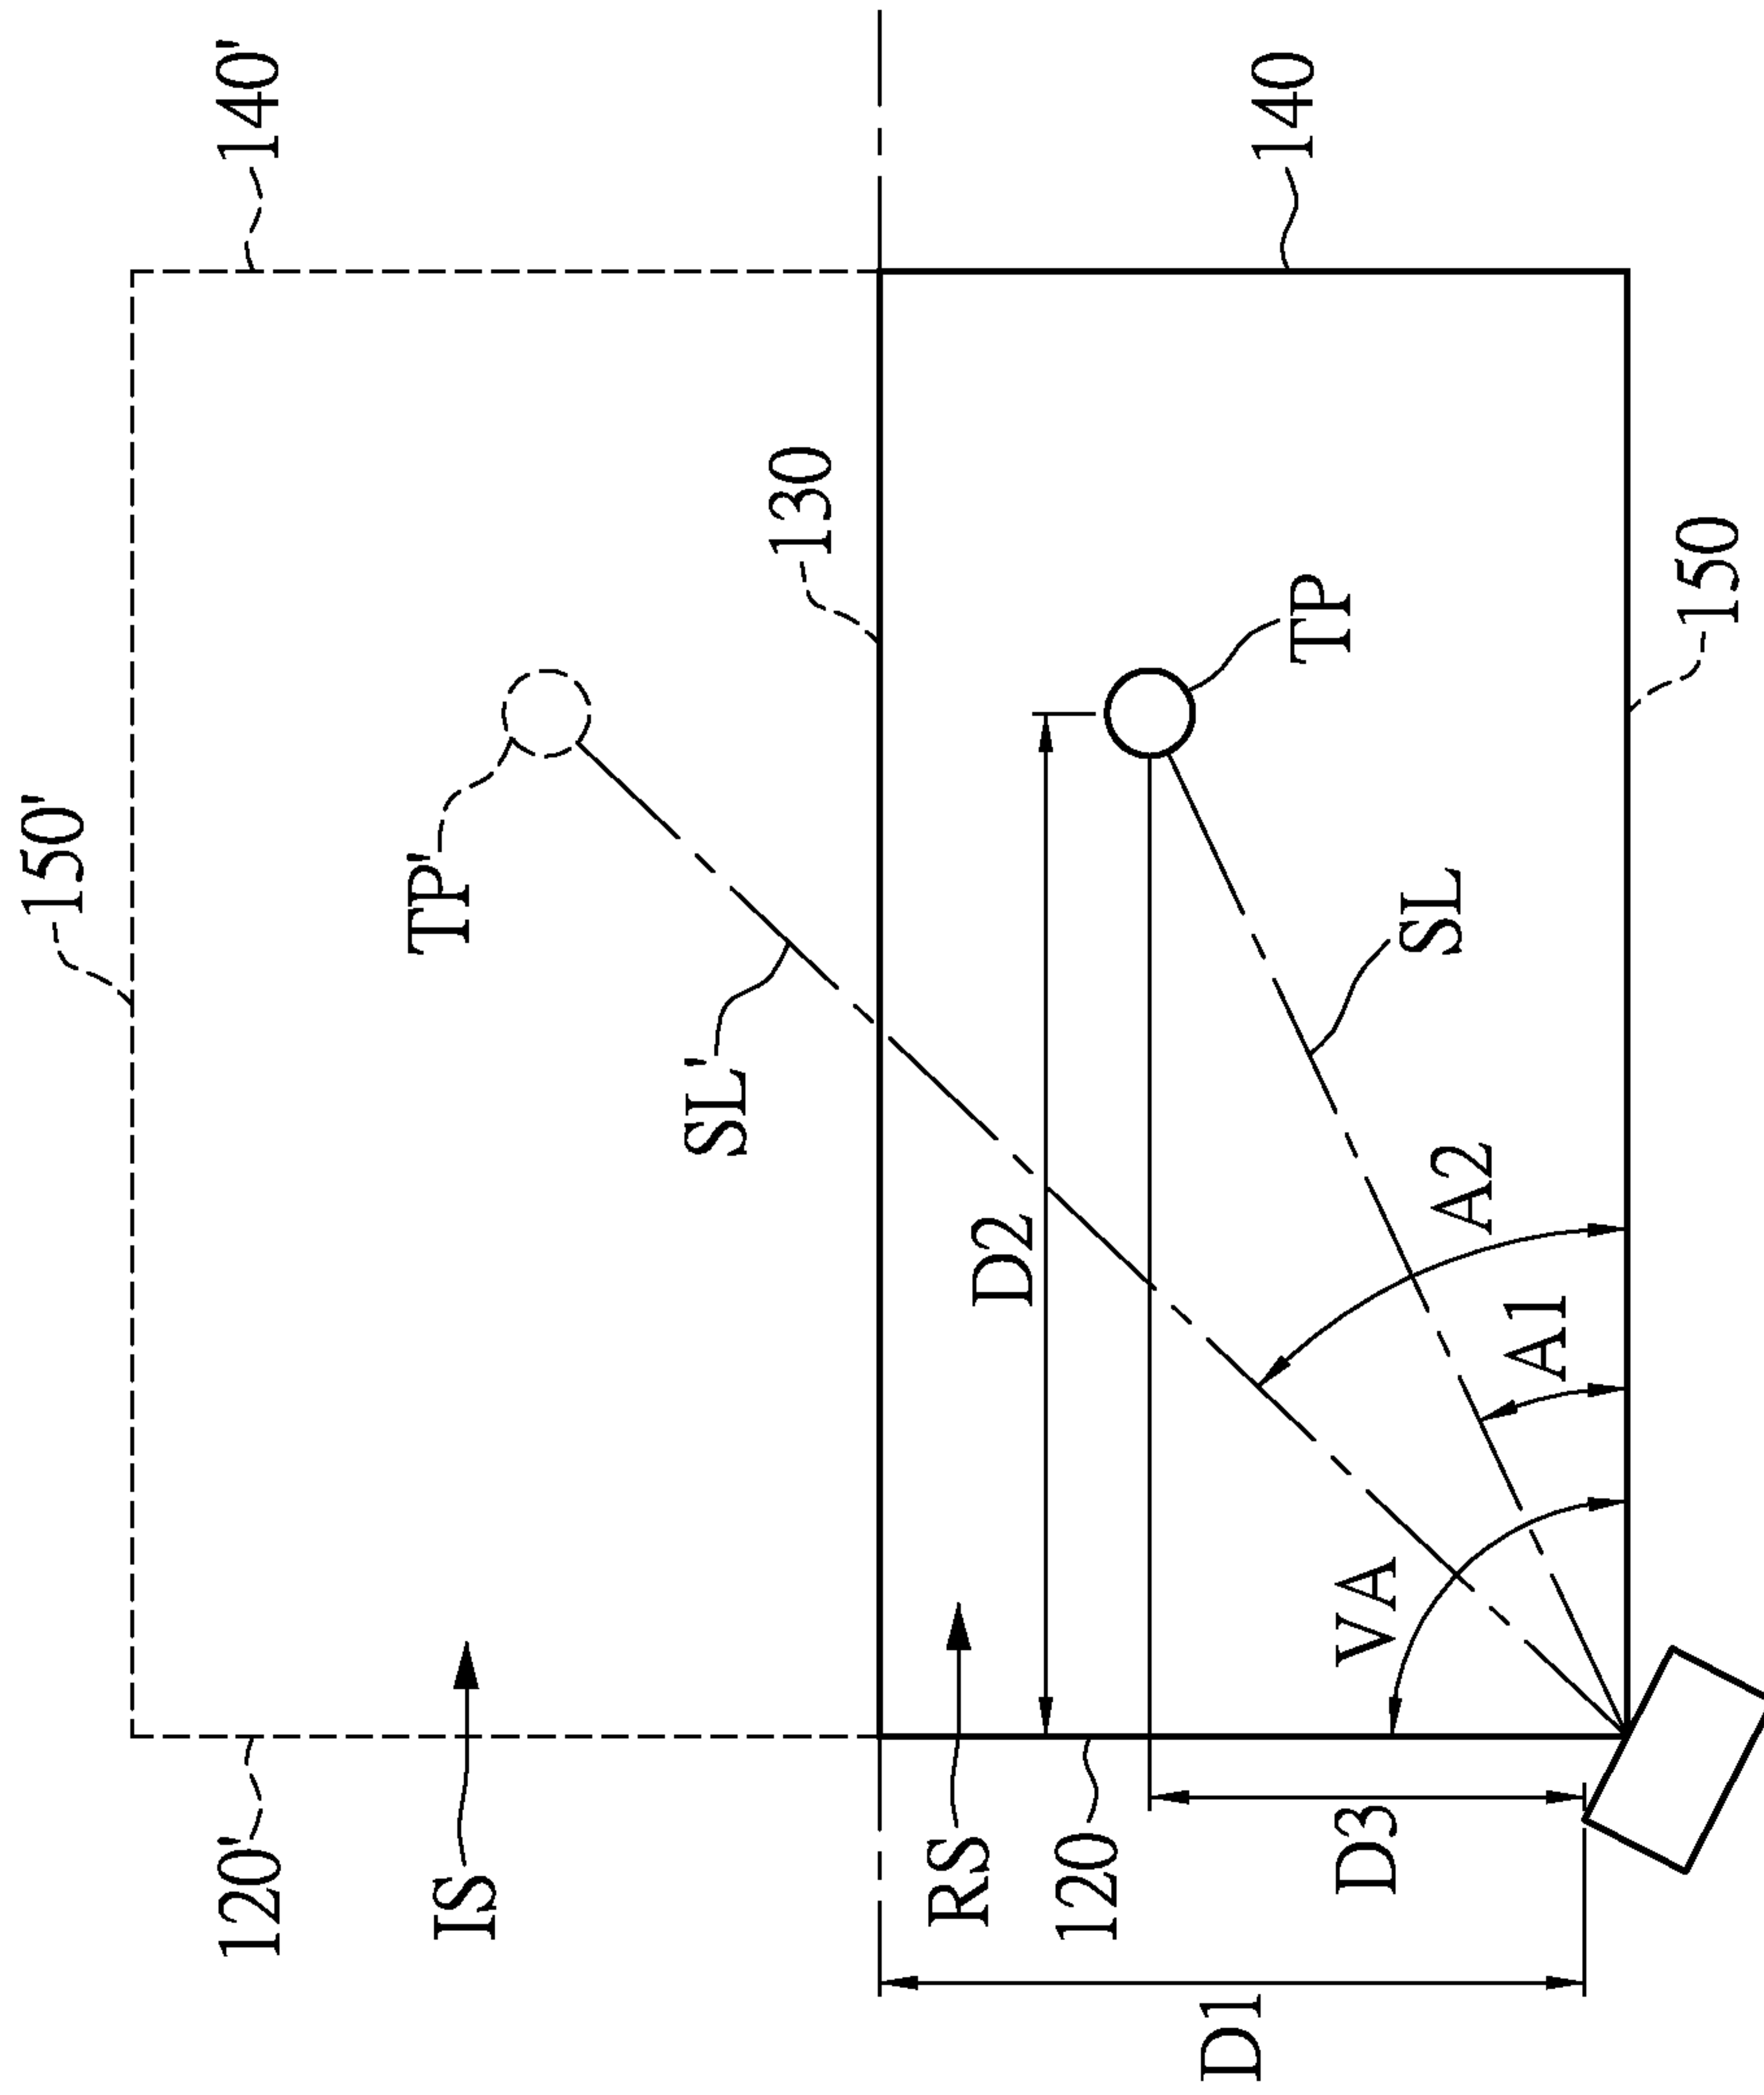 150'
140'
120'
TP'
SL'
IS
130
140
RS
D2
TP
120
SL
A2
A1
VA
D3
D1
150